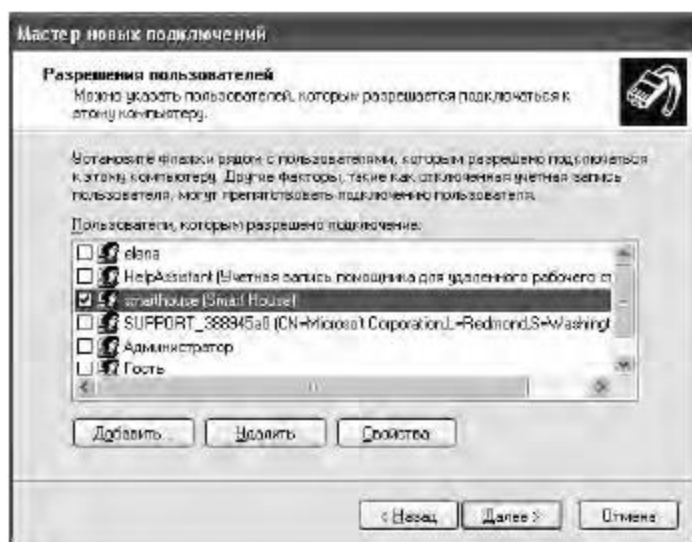 Мастер новых подключений
Разрешения пользователей
Можно указать пользователей, которым разрешается подключаться к
этому компьютеру.
Установите флажки рядом с пользователями, которым разрешено подключаться
к этому компьютеру. Другие факторы, такие как отключенная учетная запись
пользователя, могут препятствовать подключению пользователя.
Пользователи, которым разрешено подключение:
elena
HelpAssistant (Учетная запись помощника для удаленного рабочего ст
smarthouse (Smart House)
SUPPORT_388945a0 (CN=Microsoft Corporation,L=Redmond,S=Washingt
Администратор
Гость
Добавить...
Удалить
Свойства
< Назад
Далее >
Отмена